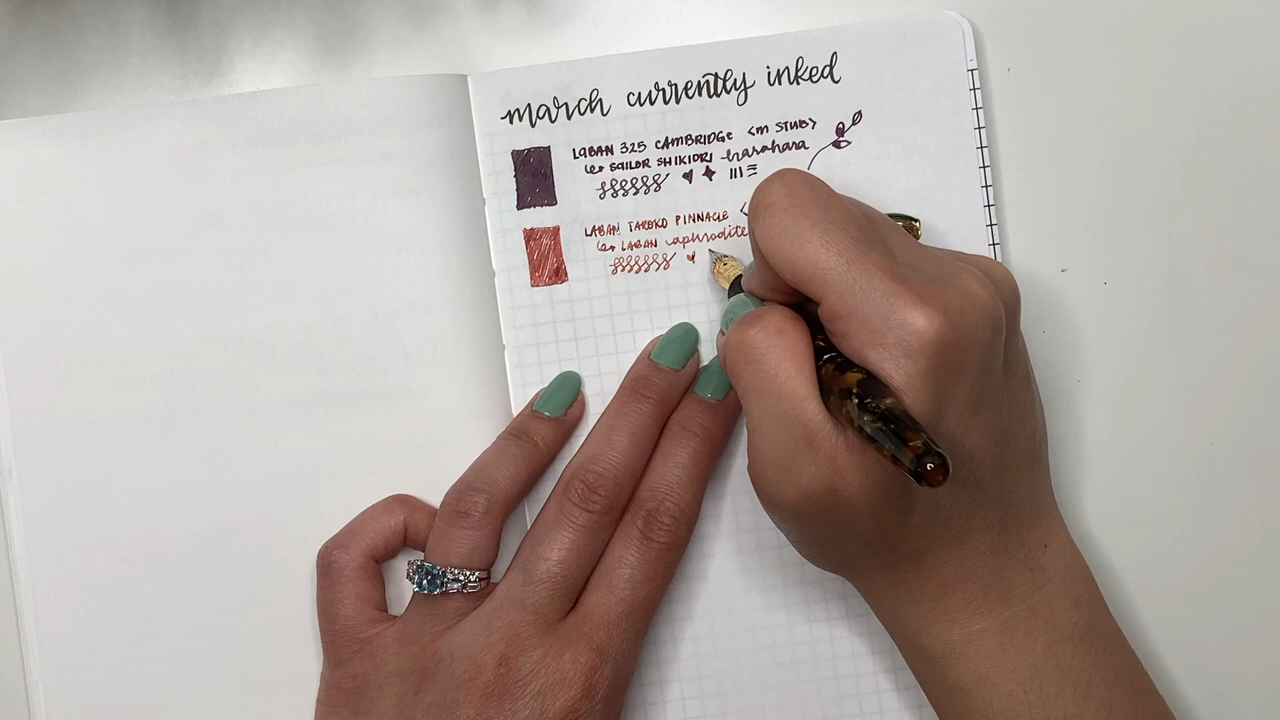 march currently inked
LABAN 325 CAMBRIDGE <M STUB>
↳ SAILOR SHIKIORI harahara
LABAN TAROKO PINNACLE <
↳ LABAN aphrodite